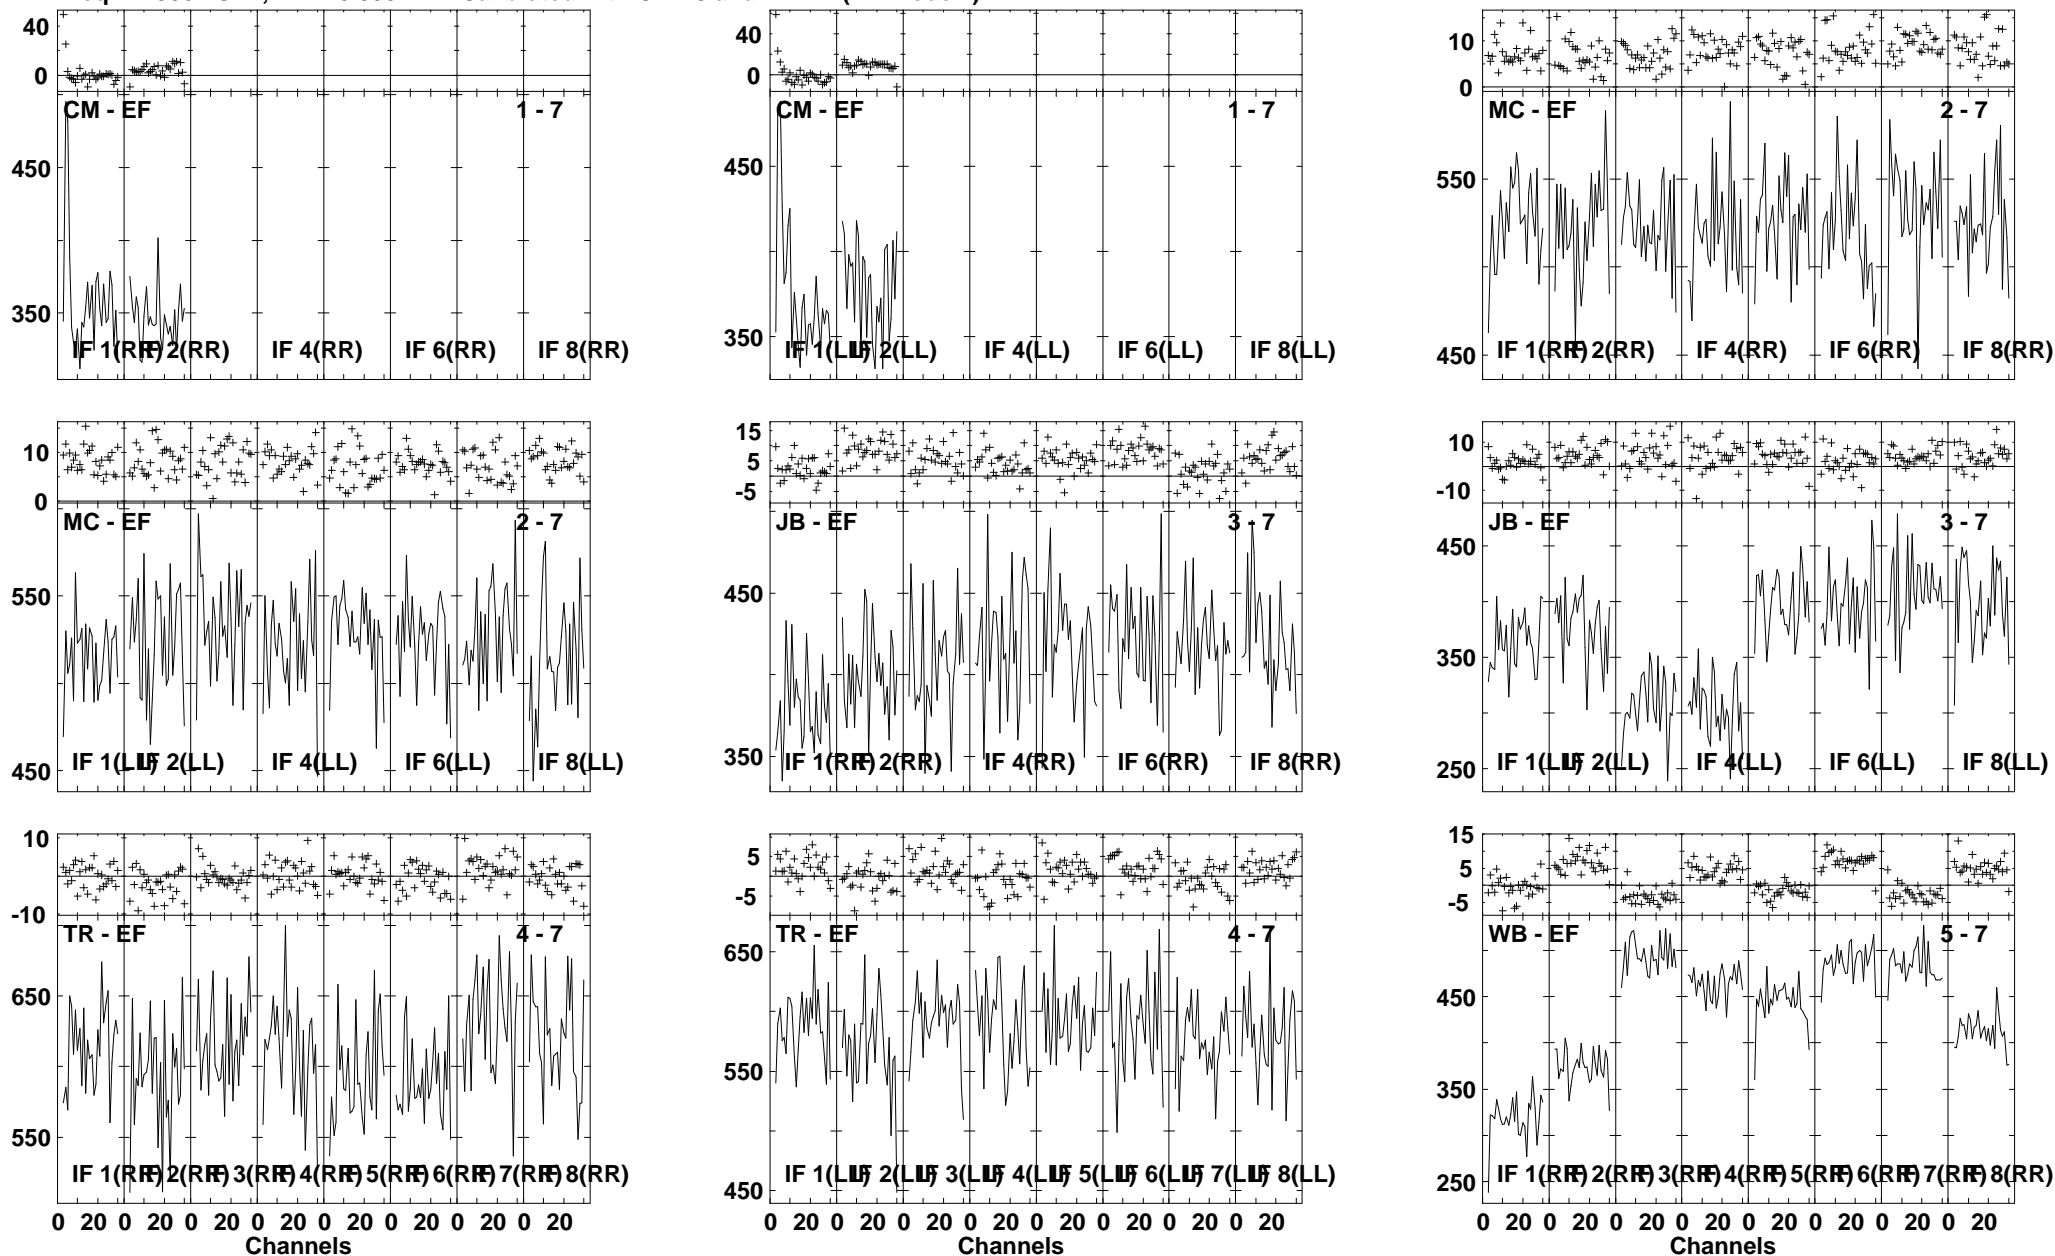 40 0 CM - EF 1 - 7 450 350 IF 1(RR) IF 2(RR) IF 4(RR) IF 6(RR) IF 8(RR)
40 0 CM - EF 1 - 7 450 350 IF 1(LL) IF 2(LL) IF 4(LL) IF 6(LL) IF 8(LL)
10 0 MC - EF 2 - 7 550 450 IF 1(RR) IF 2(RR) IF 4(RR) IF 6(RR) IF 8(RR)
10 0 MC - EF 2 - 7 550 450 IF 1(LL) IF 2(LL) IF 4(LL) IF 6(LL) IF 8(LL)
15 5 -5 JB - EF 3 - 7 450 350 IF 1(RR) IF 2(RR) IF 4(RR) IF 6(RR) IF 8(RR)
10 0 -10 JB - EF 3 - 7 450 350 250 IF 1(LL) IF 2(LL) IF 4(LL) IF 6(LL) IF 8(LL)
10 0 -10 TR - EF 4 - 7 650 550 IF 1(RR) IF 2(RR) IF 3(RR) IF 4(RR) IF 5(RR) IF 6(RR) IF 7(RR) IF 8(RR)
0 20 0 20 0 20 0 20 0 20 0 20 0 20 0 20
Channels
5 -5 TR - EF 4 - 7 650 550 450 IF 1(LL) IF 2(LL) IF 3(LL) IF 4(LL) IF 5(LL) IF 6(LL) IF 7(LL) IF 8(LL)
0 20 0 20 0 20 0 20 0 20 0 20 0 20 0 20
Channels
15 5 -5 WB - EF 5 - 7 450 350 250 IF 1(RR) IF 2(RR) IF 3(RR) IF 4(RR) IF 5(RR) IF 6(RR) IF 7(RR) IF 8(RR)
0 20 0 20 0 20 0 20 0 20 0 20 0 20 0 20
Channels